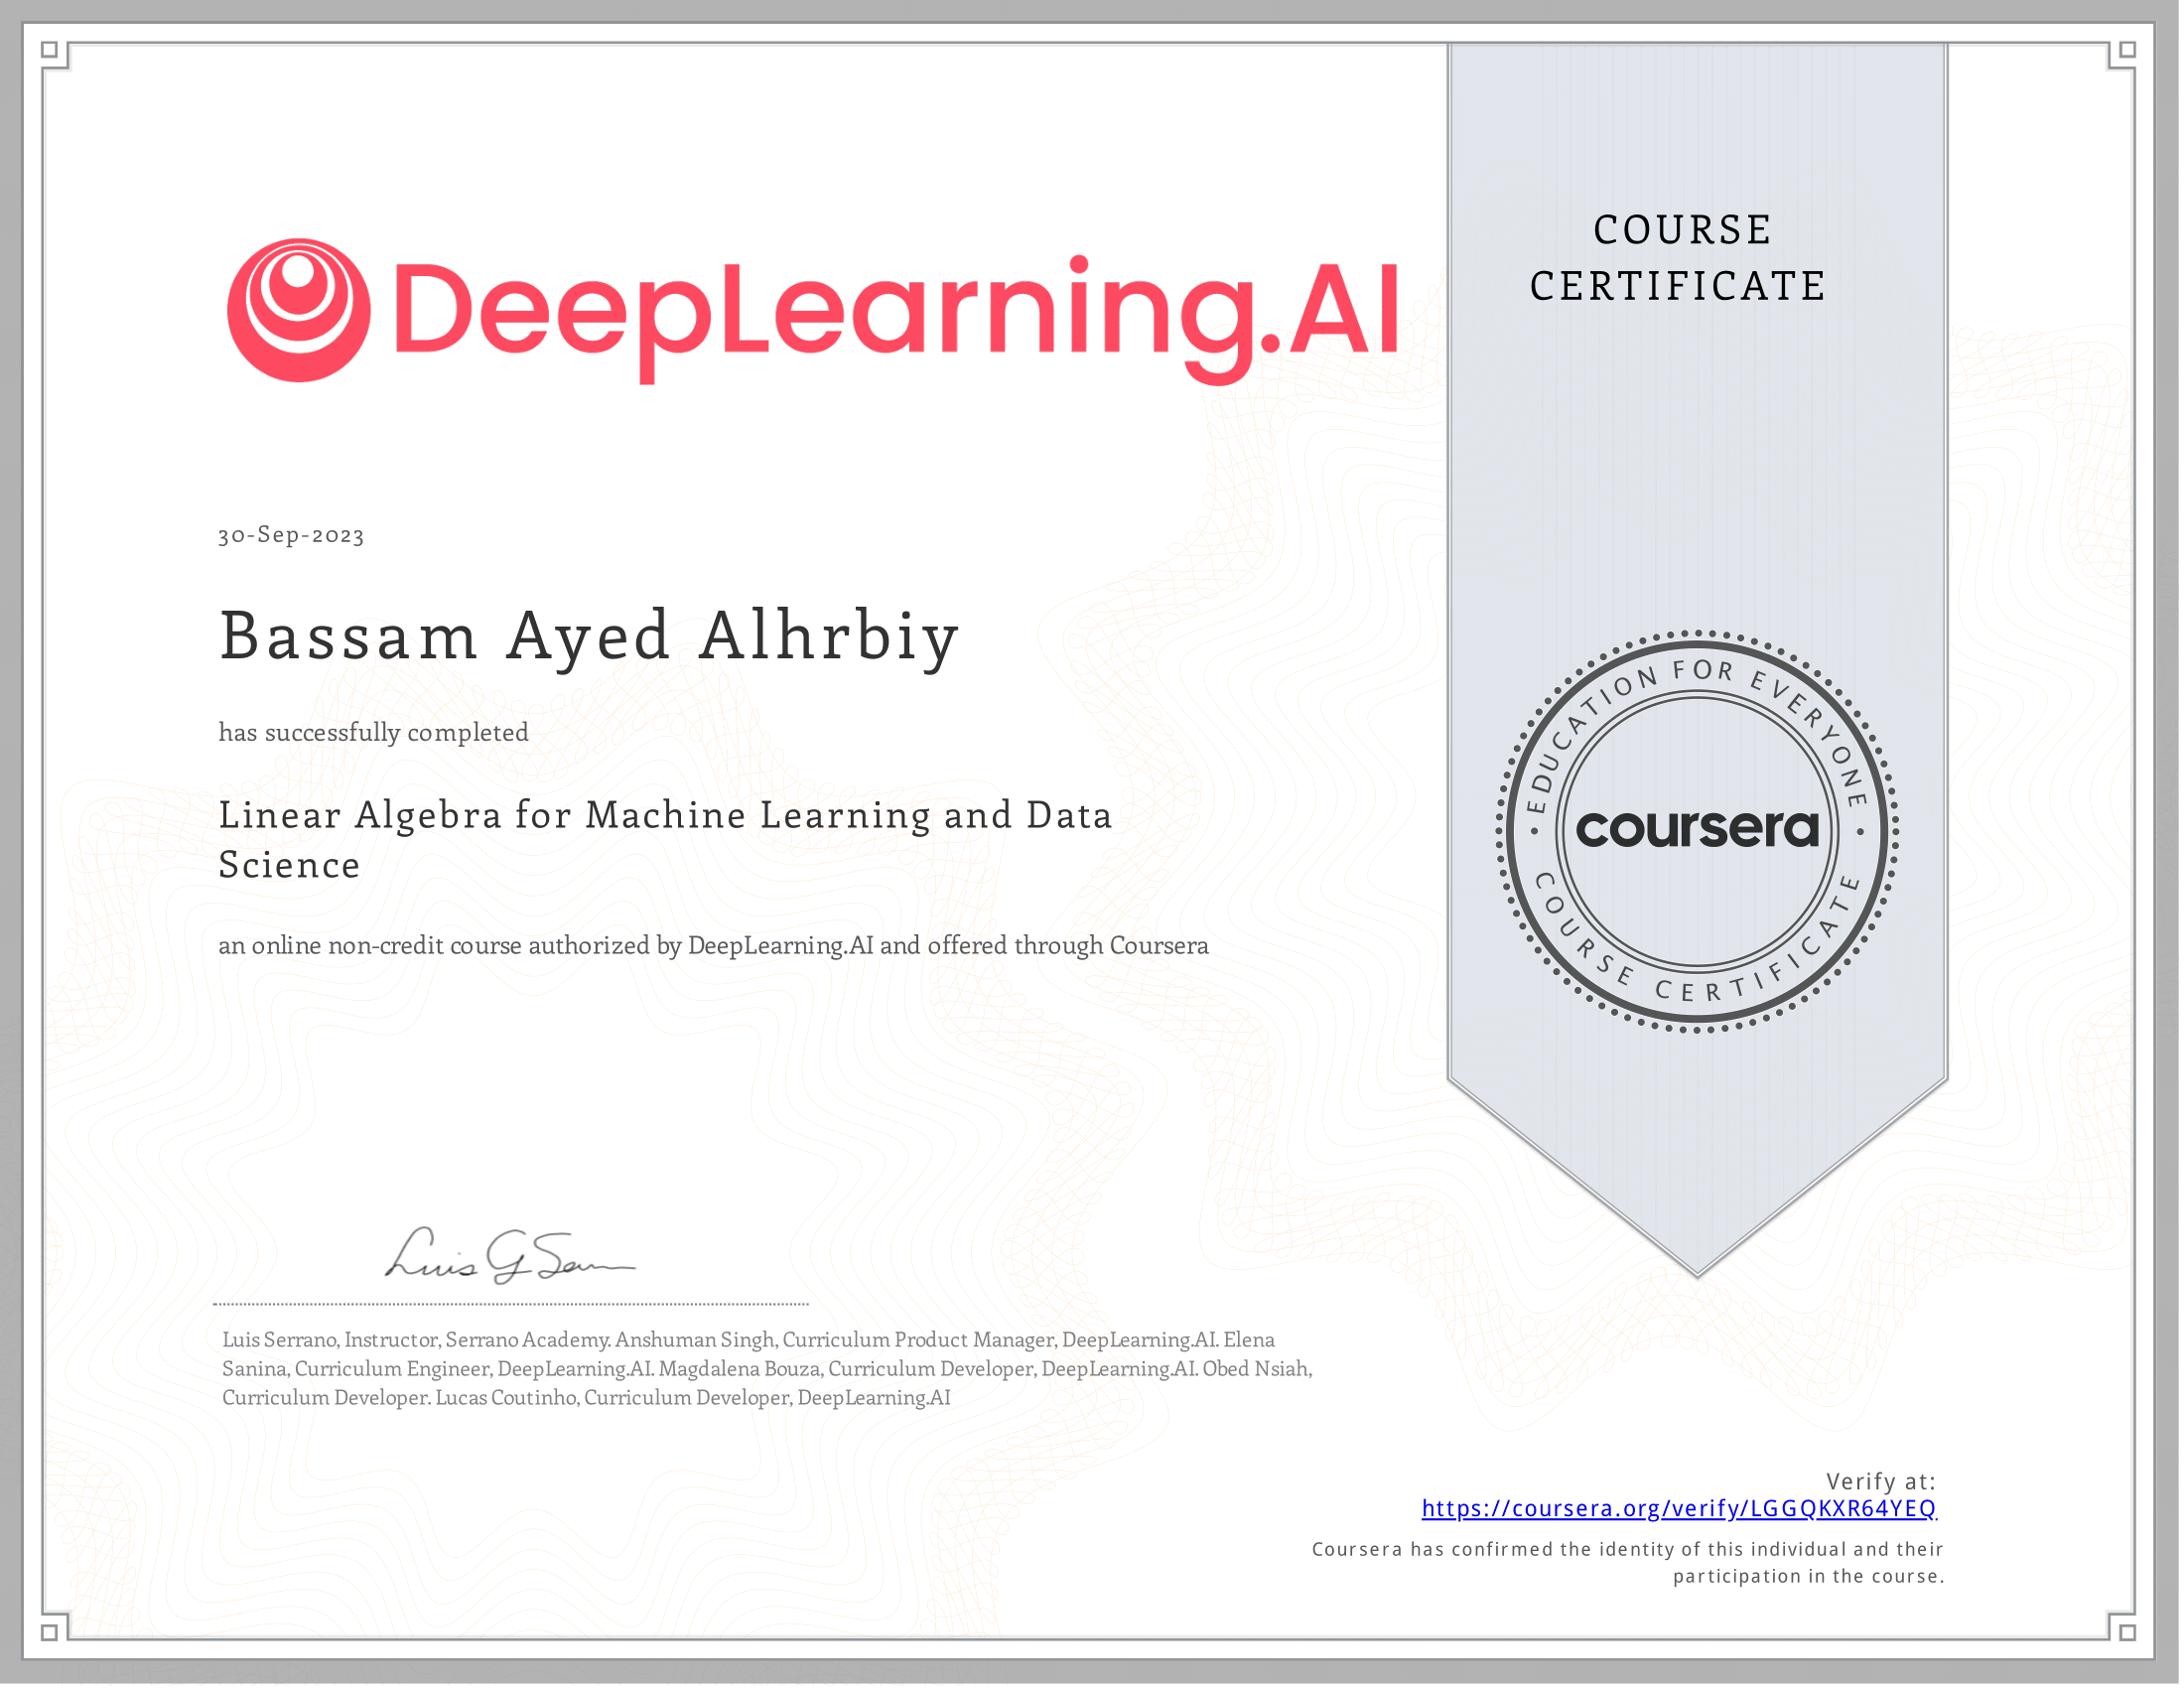 DeepLearning.AI
COURSE
CERTIFICATE
30-Sep-2023
Bassam Ayed Alhrbiy
has successfully completed
Linear Algebra for Machine Learning and Data
Science
an online non-credit course authorized by DeepLearning.AI and offered through Coursera
EDUCATION FOR EVERYONE
coursera
COURSE CERTIFICATE
Luis G Serr
Luis Serrano, Instructor, Serrano Academy. Anshuman Singh, Curriculum Product Manager, DeepLearning.AI. Elena
Sanina, Curriculum Engineer, DeepLearning.AI. Magdalena Bouza, Curriculum Developer, DeepLearning.AI. Obed Nsiah,
Curriculum Developer. Lucas Coutinho, Curriculum Developer, DeepLearning.AI
Verify at:
https://coursera.org/verify/LGGQKXR64YEQ
Coursera has confirmed the identity of this individual and their
participation in the course.